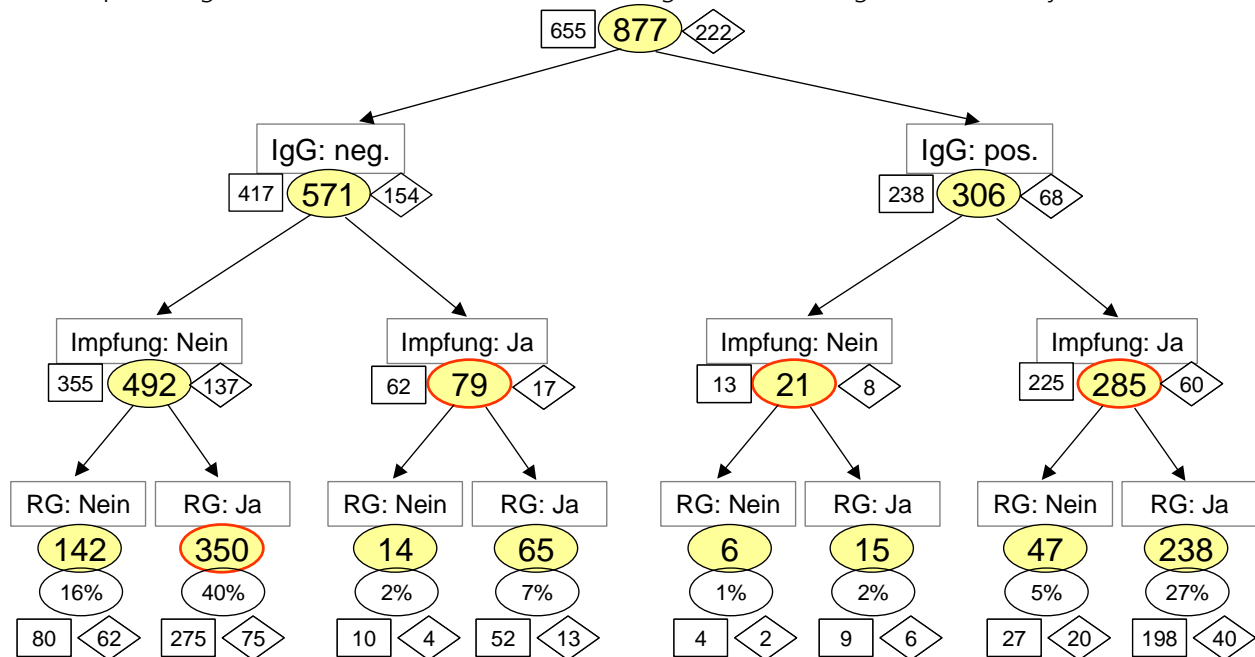 655 877 222
IgG: neg. IgG: pos.
417 571 154 238 306 68
Impfung: Nein Impfung: Ja Impfung: Nein Impfung: Ja
355 492 137 62 79 17 13 21 8 225 285 60
RG: Nein RG: Ja RG: Nein RG: Ja RG: Nein RG: Ja RG: Nein RG: Ja
142 350 14 65 6 15 47 238
16% 40% 2% 7% 1% 2% 5% 27%
80 62 275 75 10 4 52 13 4 2 9 6 27 20 198 40